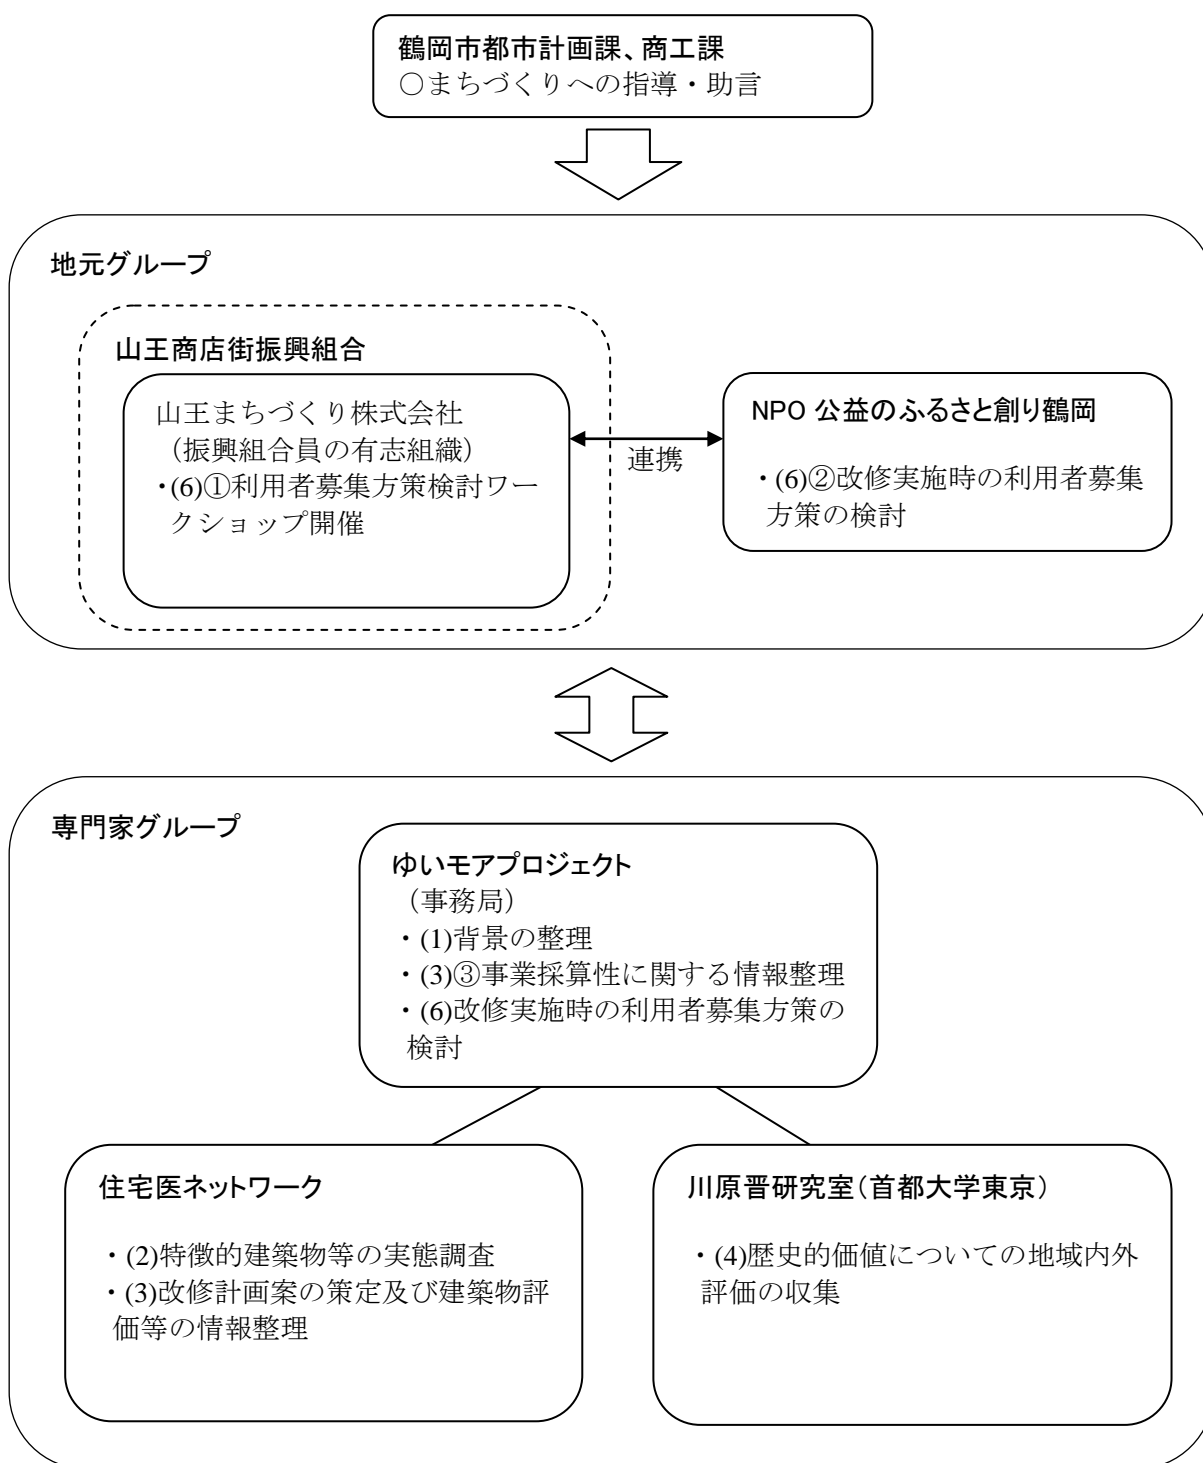 鶴岡市都市計画課、商工課
○まちづくりへの指導・助言
地元グループ
山王商店街振興組合
山王まちづくり株式会社
（振興組合員の有志組織）
・(6)①利用者募集方策検討ワー
クショップ開催
連携
NPO 公益のふるさと創り鶴岡
・(6)②改修実施時の利用者募集
方策の検討
専門家グループ
ゆいモアプロジェクト
（事務局）
・(1)背景の整理
・(3)③事業採算性に関する情報整理
・(6)改修実施時の利用者募集方策の
検討
住宅医ネットワーク
・(2)特徴的建築物等の実態調査
・(3)改修計画案の策定及び建築物評
価等の情報整理
川原晋研究室（首都大学東京）
・(4)歴史的価値についての地域内外
評価の収集